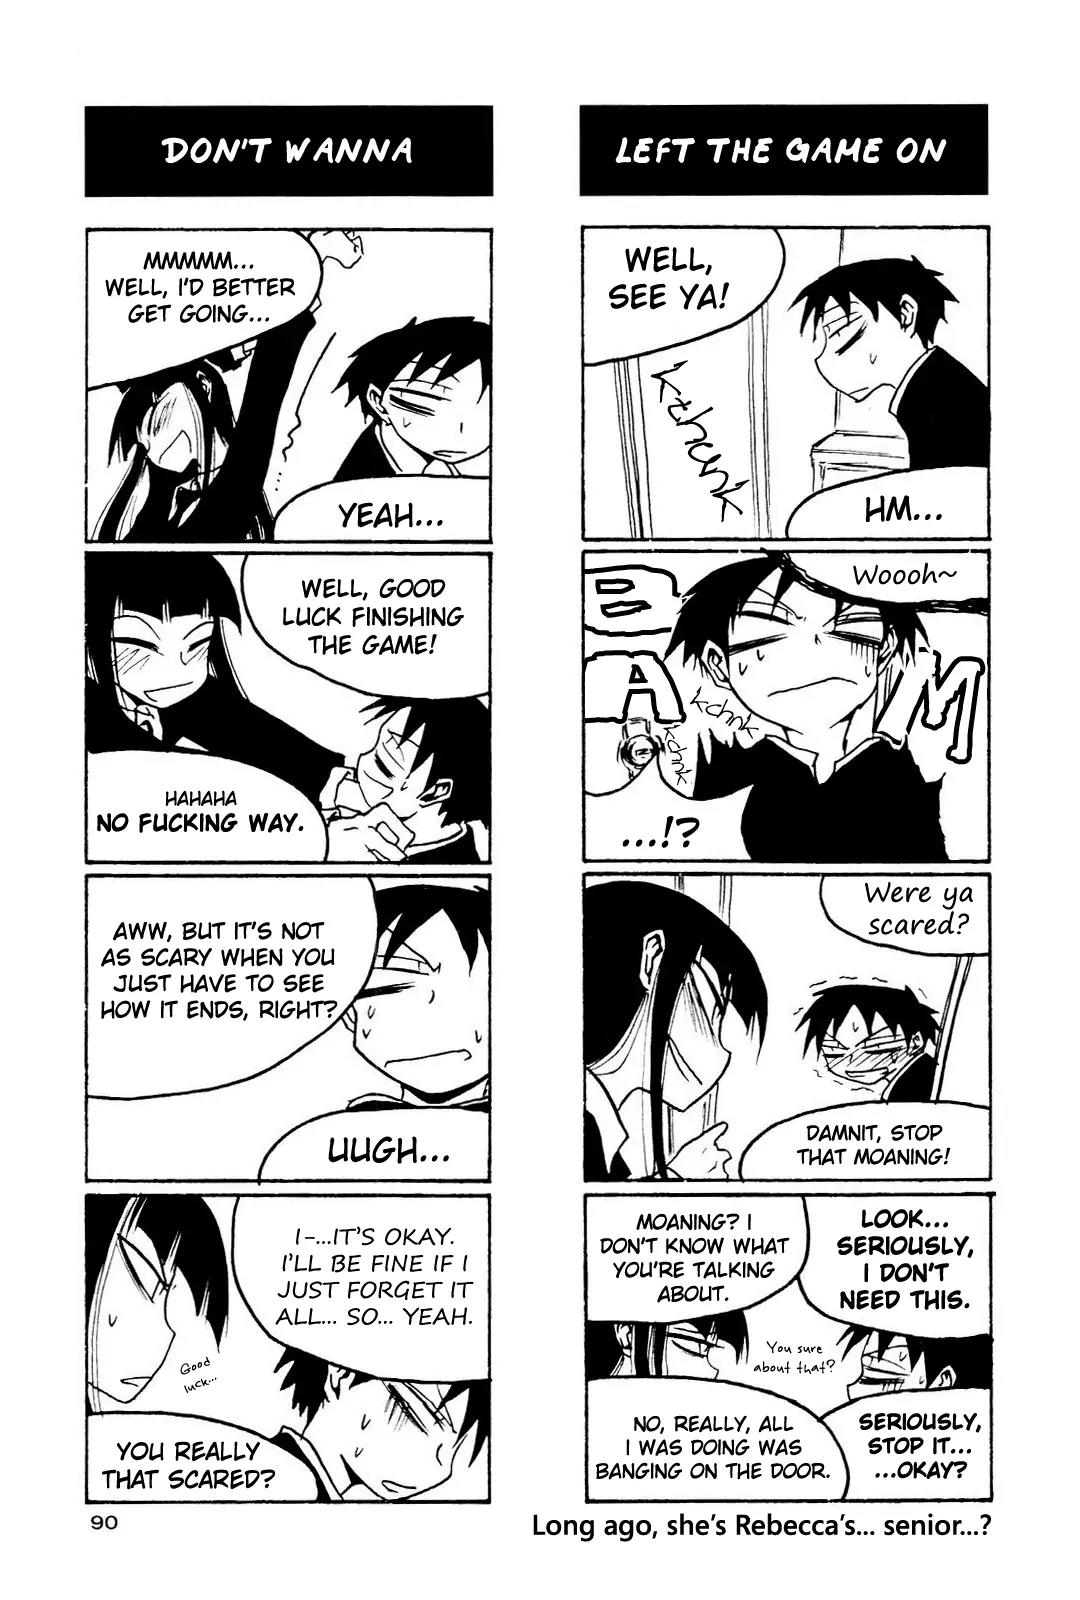 DON'T WANNA
MMMMM...
WELL, I'D BETTER
GET GOING...
YEAH...
WELL, GOOD
LUCK FINISHING
THE GAME!
HAHAHA
NO FUCKING WAY.
AWW, BUT IT'S NOT
AS SCARY WHEN YOU
JUST HAVE TO SEE
HOW IT ENDS, RIGHT?
UUGH...
I-...IT'S OKAY.
I'LL BE FINE IF I
JUST FORGET IT
ALL... SO... YEAH.
Good
luck...
YOU REALLY
THAT SCARED?
90
LEFT THE GAME ON
WELL,
SEE YA!
kthunk
HM...
Woooh~
BAM
kchnk
kchnk
...!?
Were ya
scared?
DAMNIT, STOP
THAT MOANING!
MOANING? I
DON'T KNOW WHAT
YOU'RE TALKING
ABOUT.
LOOK...
SERIOUSLY,
I DON'T
NEED THIS.
You sure
about that?
NO, REALLY, ALL
I WAS DOING WAS
BANGING ON THE DOOR.
SERIOUSLY,
STOP IT...
...OKAY?
Long ago, she's Rebecca's... senior...?